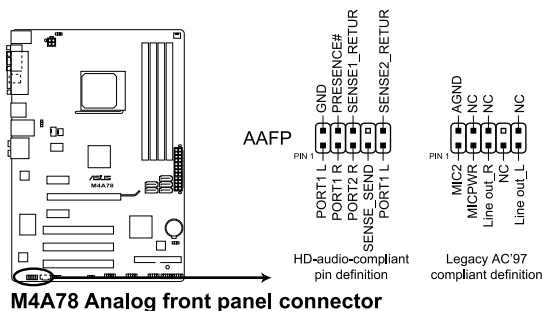 GND
PRESENCE#
SENSE1_RETUR
SENSE2_RETUR
AGND
NC
NC
NC
AAFP
PIN 1
PIN 1
PORT1 L
PORT1 R
PORT2 R
SENSE_SEND
PORT1 L
MIC2
MICPWR
Line out_R
NC
Line out_L
ASUS
M4A78
HD-audio-compliant
pin definition
Legacy AC'97
compliant definition
M4A78 Analog front panel connector